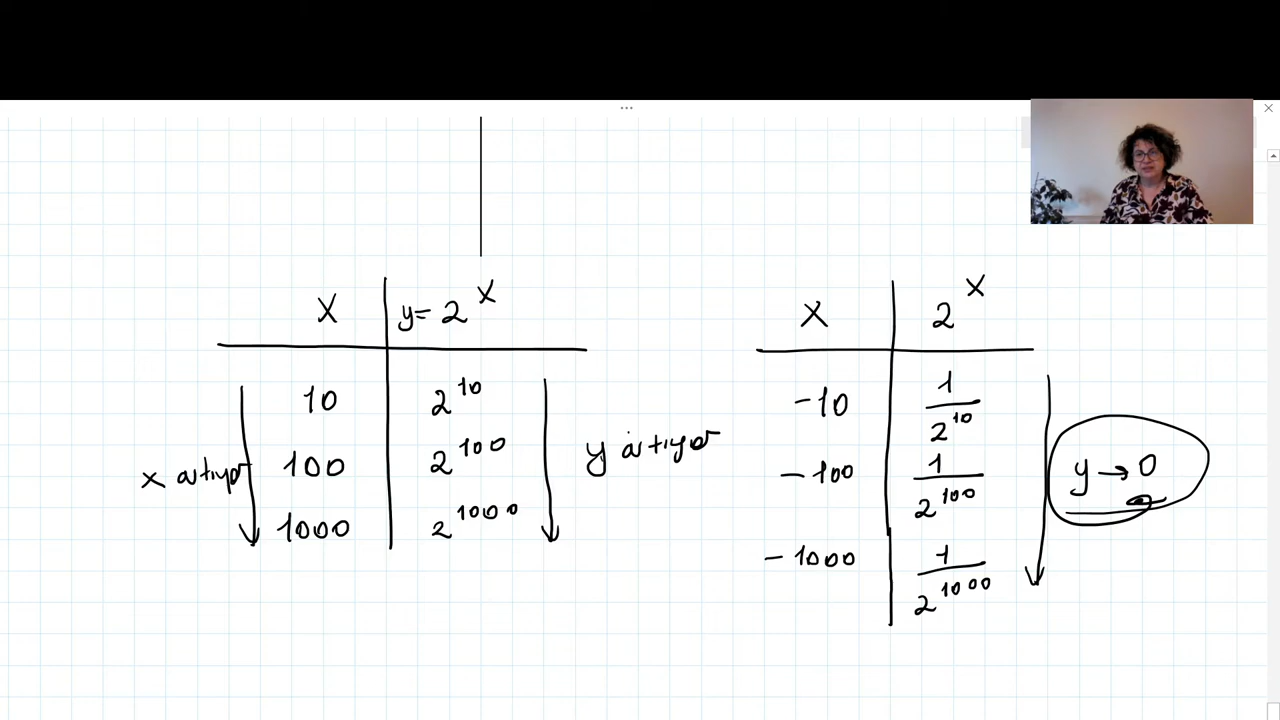 x y=2^x
10 2^10
100 2^100
1000 2^1000
x artıyor
y artıyor
x 2^x
-10 1/2^10
-100 1/2^100
-1000 1/2^1000
y→0